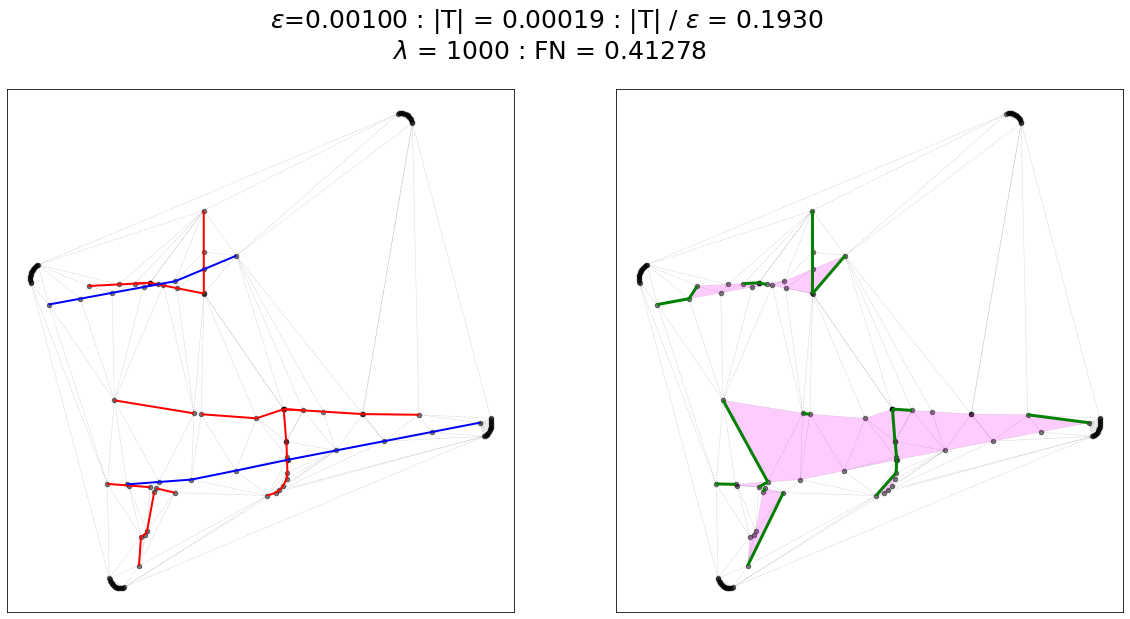 ε=0.00100 : |T| = 0.00019 : |T| / ε = 0.1930
λ = 1000 : FN = 0.41278